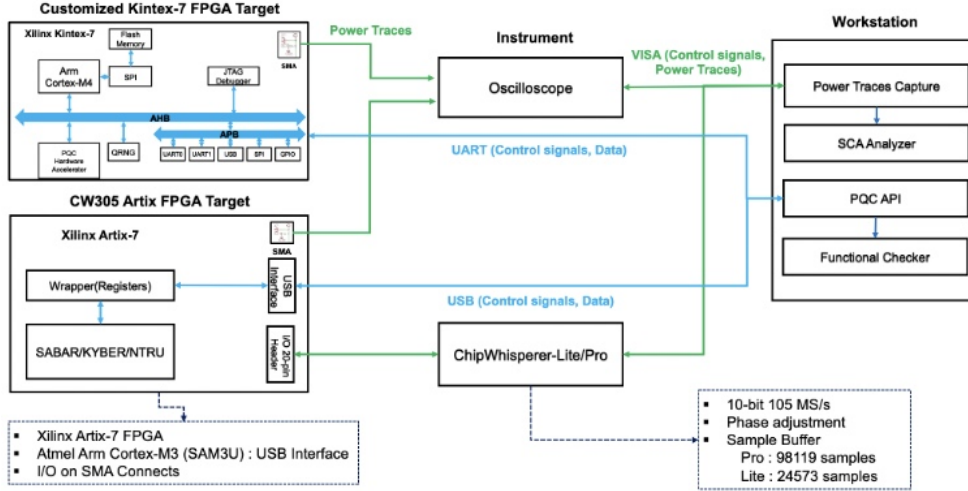 Customized Kintex-7 FPGA Target
Xilinx Kintex-7
Flash
Memory
SMA
Arm
Cortex-M4
SPI
JTAG
Debugger
AHB
APB
PQC
Hardware
Accelerator
QRNG
UART0
UART1
USB
SPI
GPIO
Power Traces
Instrument
Oscilloscope
VISA (Control signals,
Power Traces)
UART (Control signals, Data)
Workstation
Power Traces Capture
SCA Analyzer
PQC API
Functional Checker
CW305 Artix FPGA Target
Xilinx Artix-7
SMA
Wrapper(Registers)
USB
Interface
SABAR/KYBER/NTRU
I/O 20-pin
Header
USB (Control signals, Data)
ChipWhisperer-Lite/Pro
▪ Xilinx Artix-7 FPGA
▪ Atmel Arm Cortex-M3 (SAM3U) : USB Interface
▪ I/O on SMA Connects
▪ 10-bit 105 MS/s
▪ Phase adjustment
▪ Sample Buffer
Pro : 98119 samples
Lite : 24573 samples